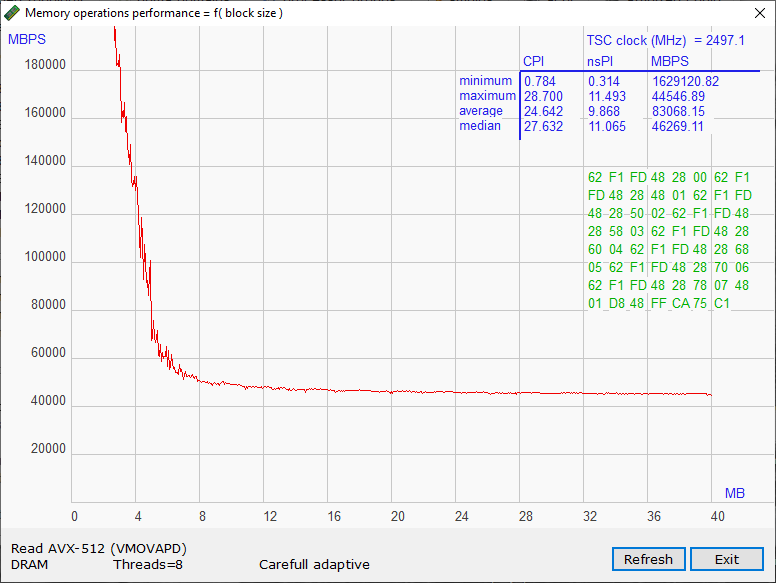 Memory operations performance = f( block size )
MBPS
TSC clock (MHz) = 2497.1
CPI nsPI MBPS
minimum 0.784 0.314 1629120.82
maximum 28.700 11.493 44546.89
average 24.642 9.868 83068.15
median 27.632 11.065 46269.11
180000
160000
140000
120000
100000
80000
60000
40000
20000
62 F1 FD 48 28 00 62 F1
FD 48 28 48 01 62 F1 FD
48 28 50 02 62 F1 FD 48
28 58 03 62 F1 FD 48 28
60 04 62 F1 FD 48 28 68
05 62 F1 FD 48 28 70 06
62 F1 FD 48 28 78 07 48
01 D8 48 FF CA 75 C1
MB
0 4 8 12 16 20 24 28 32 36 40
Read AVX-512 (VMOVAPD)
DRAM Threads=8 Carefull adaptive
Refresh Exit